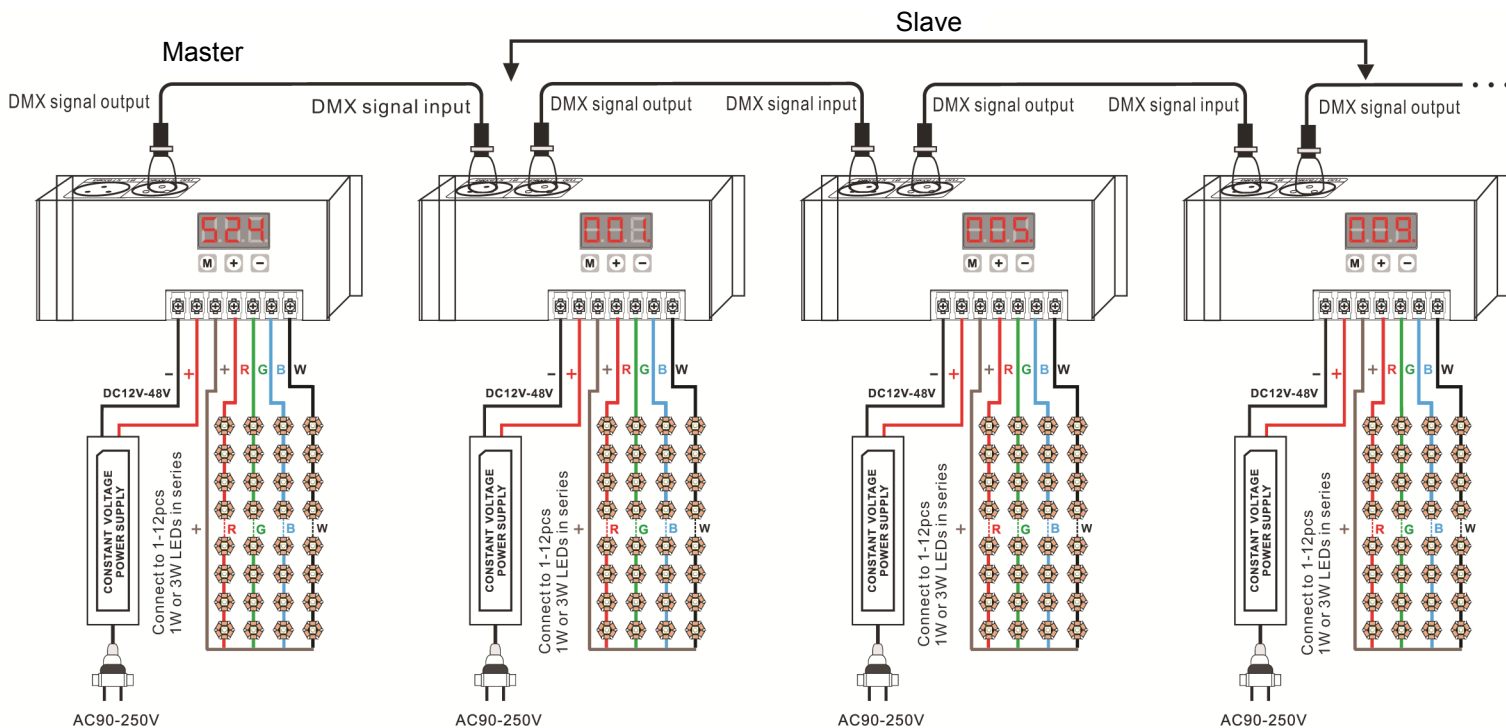 Slave
Master
DMX signal output
DMX signal input
DMX signal output
DMX signal input
DMX signal output
DMX signal input
DMX signal output
524
001.
005.
009.
M + −
M + −
M + −
M + −
− + + R G B W
− + + R G B W
− + + R G B W
− + + R G B W
DC12V-48V
DC12V-48V
DC12V-48V
DC12V-48V
CONSTANT VOLTAGE
POWER SUPPLY
Connect to 1-12pcs
1W or 3W LEDs in series
+ R G B W
CONSTANT VOLTAGE
POWER SUPPLY
Connect to 1-12pcs
1W or 3W LEDs in series
+ R G B W
CONSTANT VOLTAGE
POWER SUPPLY
Connect to 1-12pcs
1W or 3W LEDs in series
+ R G B W
CONSTANT VOLTAGE
POWER SUPPLY
Connect to 1-12pcs
1W or 3W LEDs in series
+ R G B W
AC90-250V
AC90-250V
AC90-250V
AC90-250V